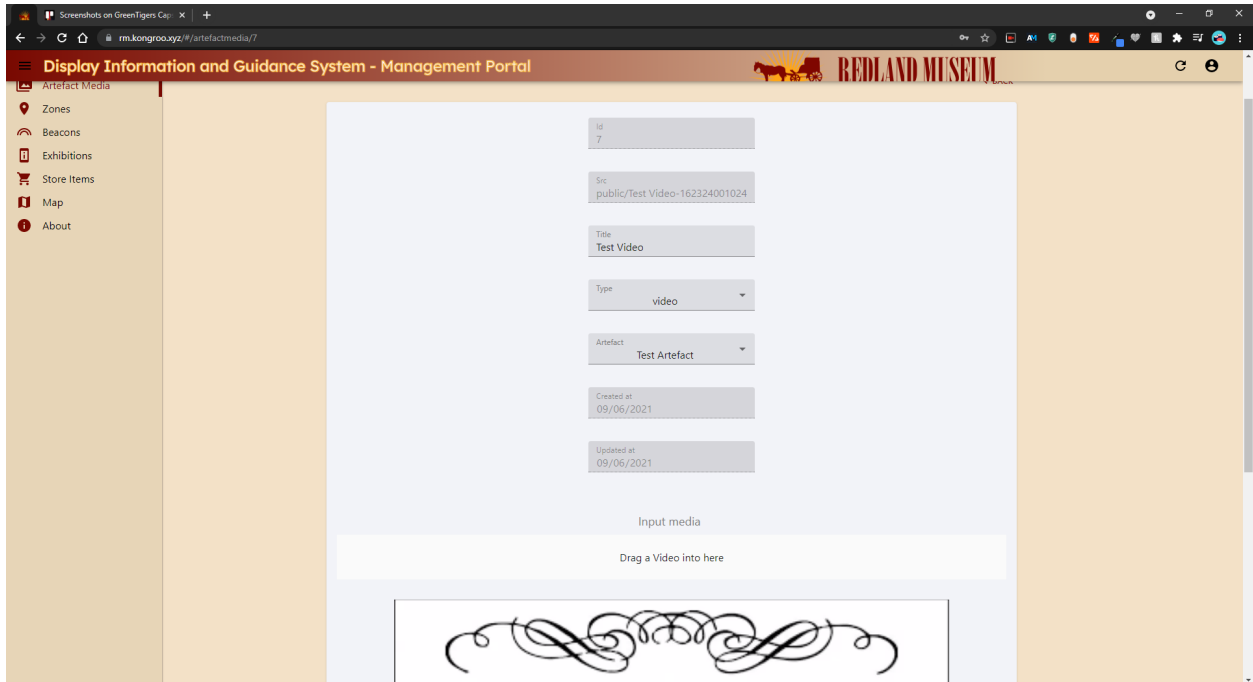 Screenshots on GreenTigers Cap
rm.kongroo.xyz/#/artefactmedia/7
Display Information and Guidance System - Management Portal
REDLAND MUSEUM
BACK
Artefact Media
Zones
Beacons
Exhibitions
Store Items
Map
About
Id
7
Src
public/Test Video-162324001024
Title
Test Video
Type
video
Artefact
Test Artefact
Created at
09/06/2021
Updated at
09/06/2021
Input media
Drag a Video into here